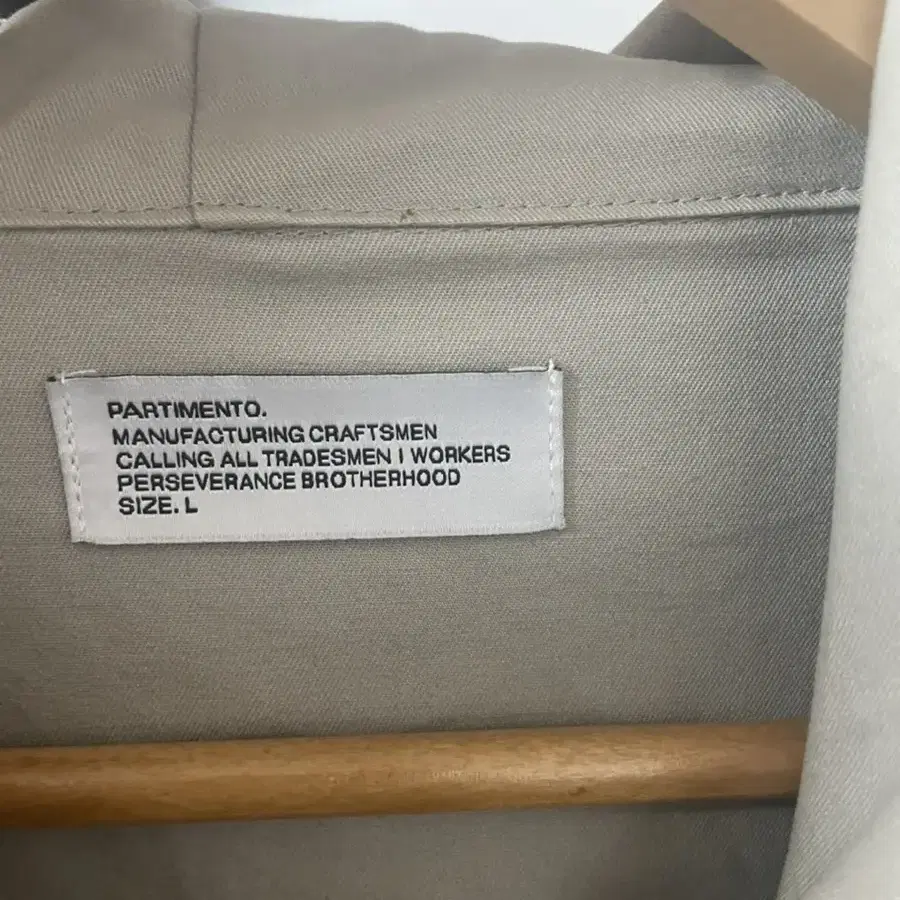 PARTIMENTO.
MANUFACTURING CRAFTSMEN
CALLING ALL TRADESMEN I WORKERS
PERSEVERANCE BROTHERHOOD
SIZE. L